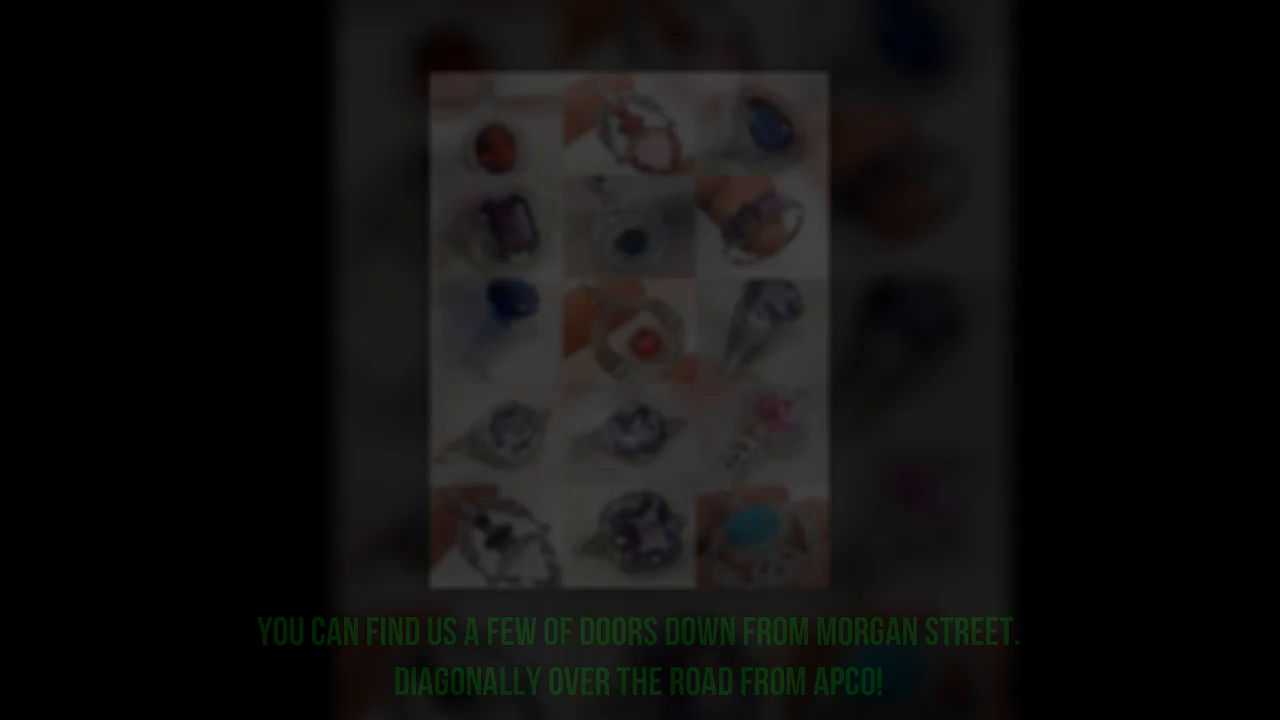 YOU CAN FIND US A FEW OF DOORS DOWN FROM MORGAN STREET.
DIAGONALLY OVER THE ROAD FROM APCO!